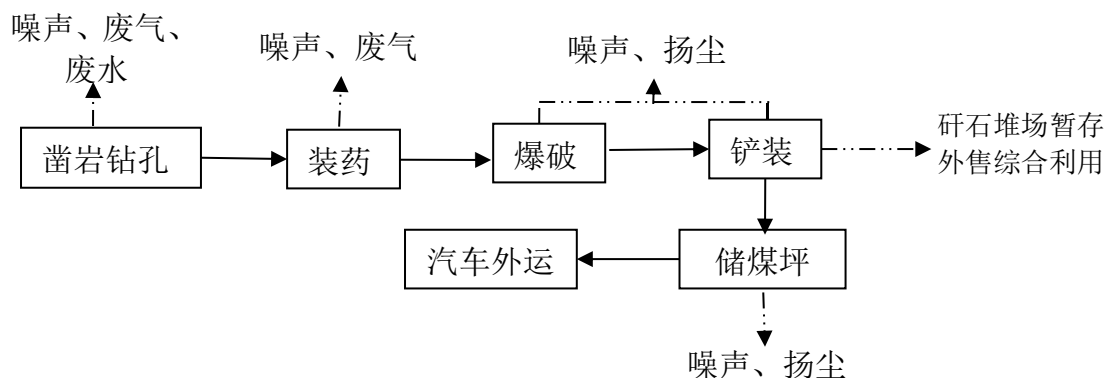 噪声、废气、
废水
噪声、废气
噪声、扬尘
凿岩钻孔
装药
爆破
铲装
矸石堆场暂存
外售综合利用
汽车外运
储煤坪
噪声、扬尘